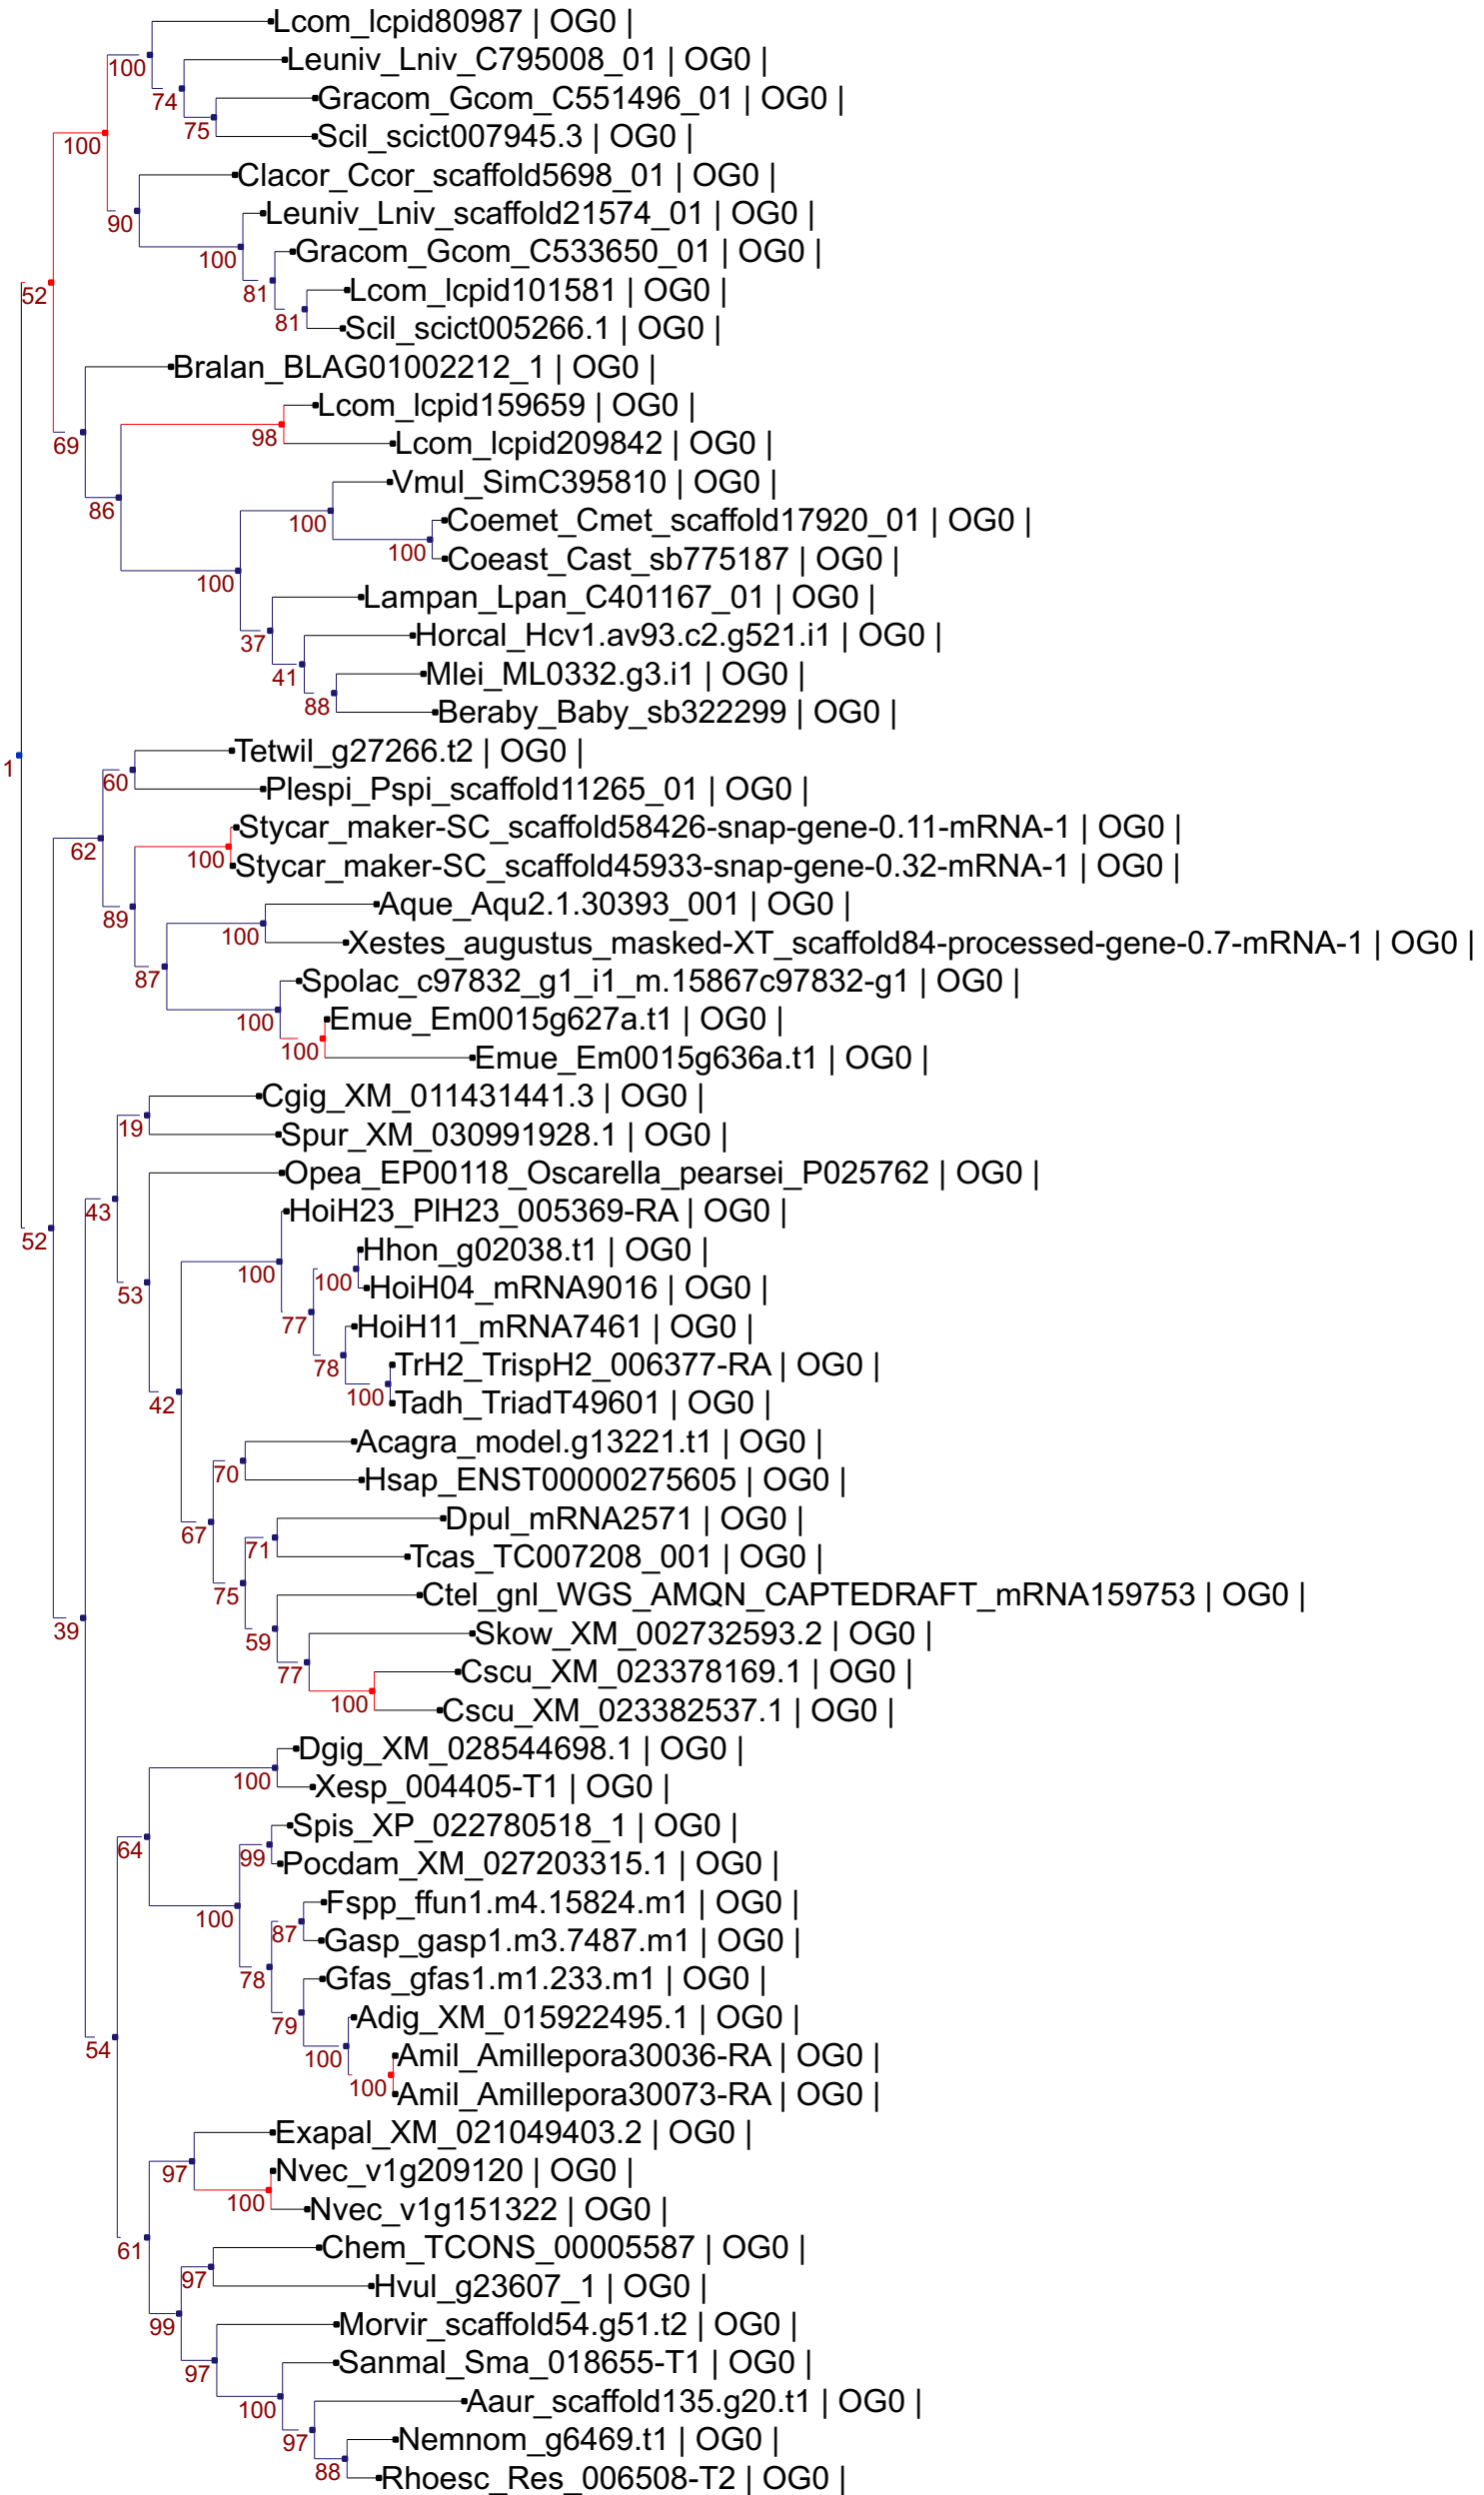 Lcom_lcpid80987 | OG0 |
100
Leuniv_Lniv_C795008_01 | OG0 |
74
Gracom_Gcom_C551496_01 | OG0 |
75
Scil_scict007945.3 | OG0 |
100
Clacor_Ccor_scaffold5698_01 | OG0 |
90
Leuniv_Lniv_scaffold21574_01 | OG0 |
100
Gracom_Gcom_C533650_01 | OG0 |
81
Lcom_lcpid101581 | OG0 |
52
81
Scil_scict005266.1 | OG0 |
Bralan_BLAG01002212_1 | OG0 |
Lcom_lcpid159659 | OG0 |
98
69
Lcom_lcpid209842 | OG0 |
Vmul_SimC395810 | OG0 |
86
100
Coemet_Cmet_scaffold17920_01 | OG0 |
100
Coeast_Cast_sb775187 | OG0 |
100
Lampan_Lpan_C401167_01 | OG0 |
37
Horcal_Hcv1.av93.c2.g521.i1 | OG0 |
41
Mlei_ML0332.g3.i1 | OG0 |
88
Beraby_Baby_sb322299 | OG0 |
Tetwil_g27266.t2 | OG0 |
1
60
Plespi_Pspi_scaffold11265_01 | OG0 |
Stycar_maker-SC_scaffold58426-snap-gene-0.11-mRNA-1 | OG0 |
62
100
Stycar_maker-SC_scaffold45933-snap-gene-0.32-mRNA-1 | OG0 |
Aque_Aqu2.1.30393_001 | OG0 |
89
100
Xestes_augustus_masked-XT_scaffold84-processed-gene-0.7-mRNA-1 | OG0 |
87
Spolac_c97832_g1_i1_m.15867c97832-g1 | OG0 |
100
Emue_Em0015g627a.t1 | OG0 |
100
Emue_Em0015g636a.t1 | OG0 |
Cgig_XM_011431441.3 | OG0 |
19
Spur_XM_030991928.1 | OG0 |
Opea_EP00118_Oscarella_pearsei_P025762 | OG0 |
43
HoiH23_PlH23_005369-RA | OG0 |
52
Hhon_g02038.t1 | OG0 |
100
100
HoiH04_mRNA9016 | OG0 |
53
77
HoiH11_mRNA7461 | OG0 |
78
TrH2_TrispH2_006377-RA | OG0 |
100
Tadh_TriadT49601 | OG0 |
42
Acagra_model.g13221.t1 | OG0 |
70
Hsap_ENST00000275605 | OG0 |
67
Dpul_mRNA2571 | OG0 |
71
Tcas_TC007208_001 | OG0 |
75
Ctel_gnl_WGS_AMQN_CAPTEDRAFT_mRNA159753 | OG0 |
39
59
Skow_XM_002732593.2 | OG0 |
77
Cscu_XM_023378169.1 | OG0 |
100
Cscu_XM_023382537.1 | OG0 |
Dgig_XM_028544698.1 | OG0 |
100
Xesp_004405-T1 | OG0 |
Spis_XP_022780518_1 | OG0 |
64
99
Pocdam_XM_027203315.1 | OG0 |
Fspp_ffun1.m4.15824.m1 | OG0 |
100
87
Gasp_gasp1.m3.7487.m1 | OG0 |
78
Gfas_gfas1.m1.233.m1 | OG0 |
79
Adig_XM_015922495.1 | OG0 |
54
100
Amil_Amillepora30036-RA | OG0 |
100
Amil_Amillepora30073-RA | OG0 |
Exapal_XM_021049403.2 | OG0 |
97
Nvec_v1g209120 | OG0 |
100
Nvec_v1g151322 | OG0 |
61
Chem_TCONS_00005587 | OG0 |
97
Hvul_g23607_1 | OG0 |
99
Morvir_scaffold54.g51.t2 | OG0 |
97
Sanmal_Sma_018655-T1 | OG0 |
100
Aaur_scaffold135.g20.t1 | OG0 |
97
Nemnom_g6469.t1 | OG0 |
88
Rhoesc_Res_006508-T2 | OG0 |